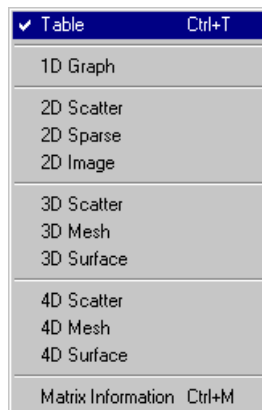 ✓ Table Ctrl+T
1D Graph
2D Scatter
2D Sparse
2D Image
3D Scatter
3D Mesh
3D Surface
4D Scatter
4D Mesh
4D Surface
Matrix Information Ctrl+M